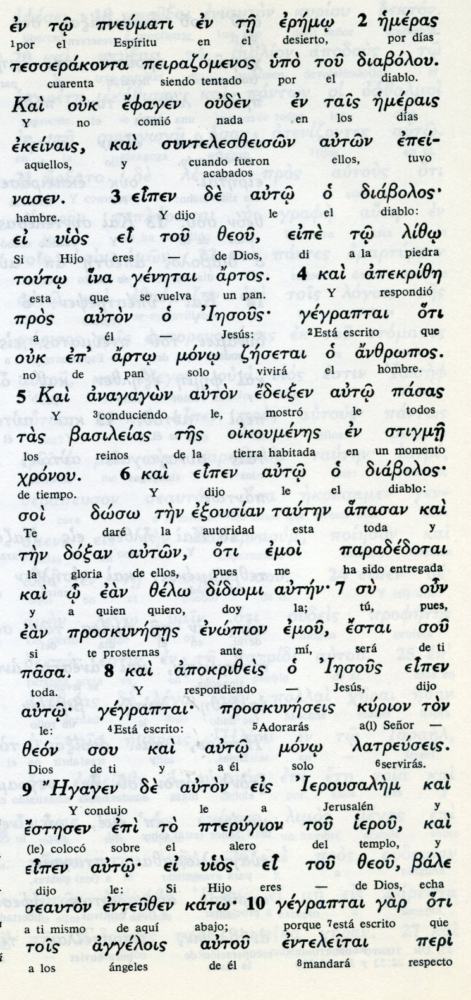 ἐν τῷ πνεύματι ἐν τῇ ἐρήμῳ 2 ἡμέρας
1por el Espíritu en el desierto, por días
τεσσεράκοντα πειραζόμενος ὑπὸ τοῦ διαβόλου.
cuarenta siendo tentado por el diablo.
Καὶ οὐκ ἔφαγεν οὐδὲν ἐν ταῖς ἡμέραις
Y no comió nada en los días
ἐκείναις, καὶ συντελεσθεισῶν αὐτῶν ἐπεί-
aquellos, y cuando fueron ellos, tuvo
acabados
νασεν. 3 εἶπεν δὲ αὐτῷ ὁ διάβολος·
hambre. Y dijo le el diablo:
εἰ υἱὸς εἶ τοῦ θεοῦ, εἰπὲ τῷ λίθῳ
Si Hijo eres — de Dios, di a la piedra
τούτῳ ἵνα γένηται ἄρτος. 4 καὶ ἀπεκρίθη
esta que se vuelva un pan. Y respondió
πρὸς αὐτὸν ὁ Ἰησοῦς· γέγραπται ὅτι
a él — Jesús: 2Está escrito que
οὐκ ἐπ' ἄρτῳ μόνῳ ζήσεται ὁ ἄνθρωπος.
no de pan solo vivirá el hombre.
5 Καὶ ἀναγαγὼν αὐτὸν ἔδειξεν αὐτῷ πάσας
Y 3conduciendo le, mostró le todos
τὰς βασιλείας τῆς οἰκουμένης ἐν στιγμῇ
los reinos de la tierra habitada en un momento
χρόνου. 6 καὶ εἶπεν αὐτῷ ὁ διάβολος·
de tiempo. Y dijo le el diablo:
σοὶ δώσω τὴν ἐξουσίαν ταύτην ἅπασαν καὶ
Te daré la autoridad esta toda y
τὴν δόξαν αὐτῶν, ὅτι ἐμοὶ παραδέδοται
la gloria de ellos, pues me ha sido entregada
καὶ ᾧ ἐὰν θέλω δίδωμι αὐτήν· 7 σὺ οὖν
y a quien quiero, doy la; tú, pues,
ἐὰν προσκυνήσῃς ἐνώπιον ἐμοῦ, ἔσται σοῦ
si te prosternas ante mí, será de ti
πᾶσα. 8 καὶ ἀποκριθεὶς ὁ Ἰησοῦς εἶπεν
toda. Y respondiendo — Jesús, dijo
αὐτῷ· γέγραπται· προσκυνήσεις κύριον τὸν
le: 4Está escrito: 5Adorarás a(l) Señor —
θεόν σου καὶ αὐτῷ μόνῳ λατρεύσεις.
Dios de ti y a él solo 6servirás.
9 Ἤγαγεν δὲ αὐτὸν εἰς Ἰερουσαλὴμ καὶ
Y condujo le a Jerusalén y
ἔστησεν ἐπὶ τὸ πτερύγιον τοῦ ἱεροῦ, καὶ
(le) colocó sobre el alero del templo, y
εἶπεν αὐτῷ· εἰ υἱὸς εἶ τοῦ θεοῦ, βάλε
dijo le: Si Hijo eres — de Dios, echa
σεαυτὸν ἐντεῦθεν κάτω· 10 γέγραπται γὰρ ὅτι
a ti mismo de aquí abajo; porque 7está escrito que
τοῖς ἀγγέλοις αὐτοῦ ἐντελεῖται περὶ
a los ángeles de él 8mandará respecto